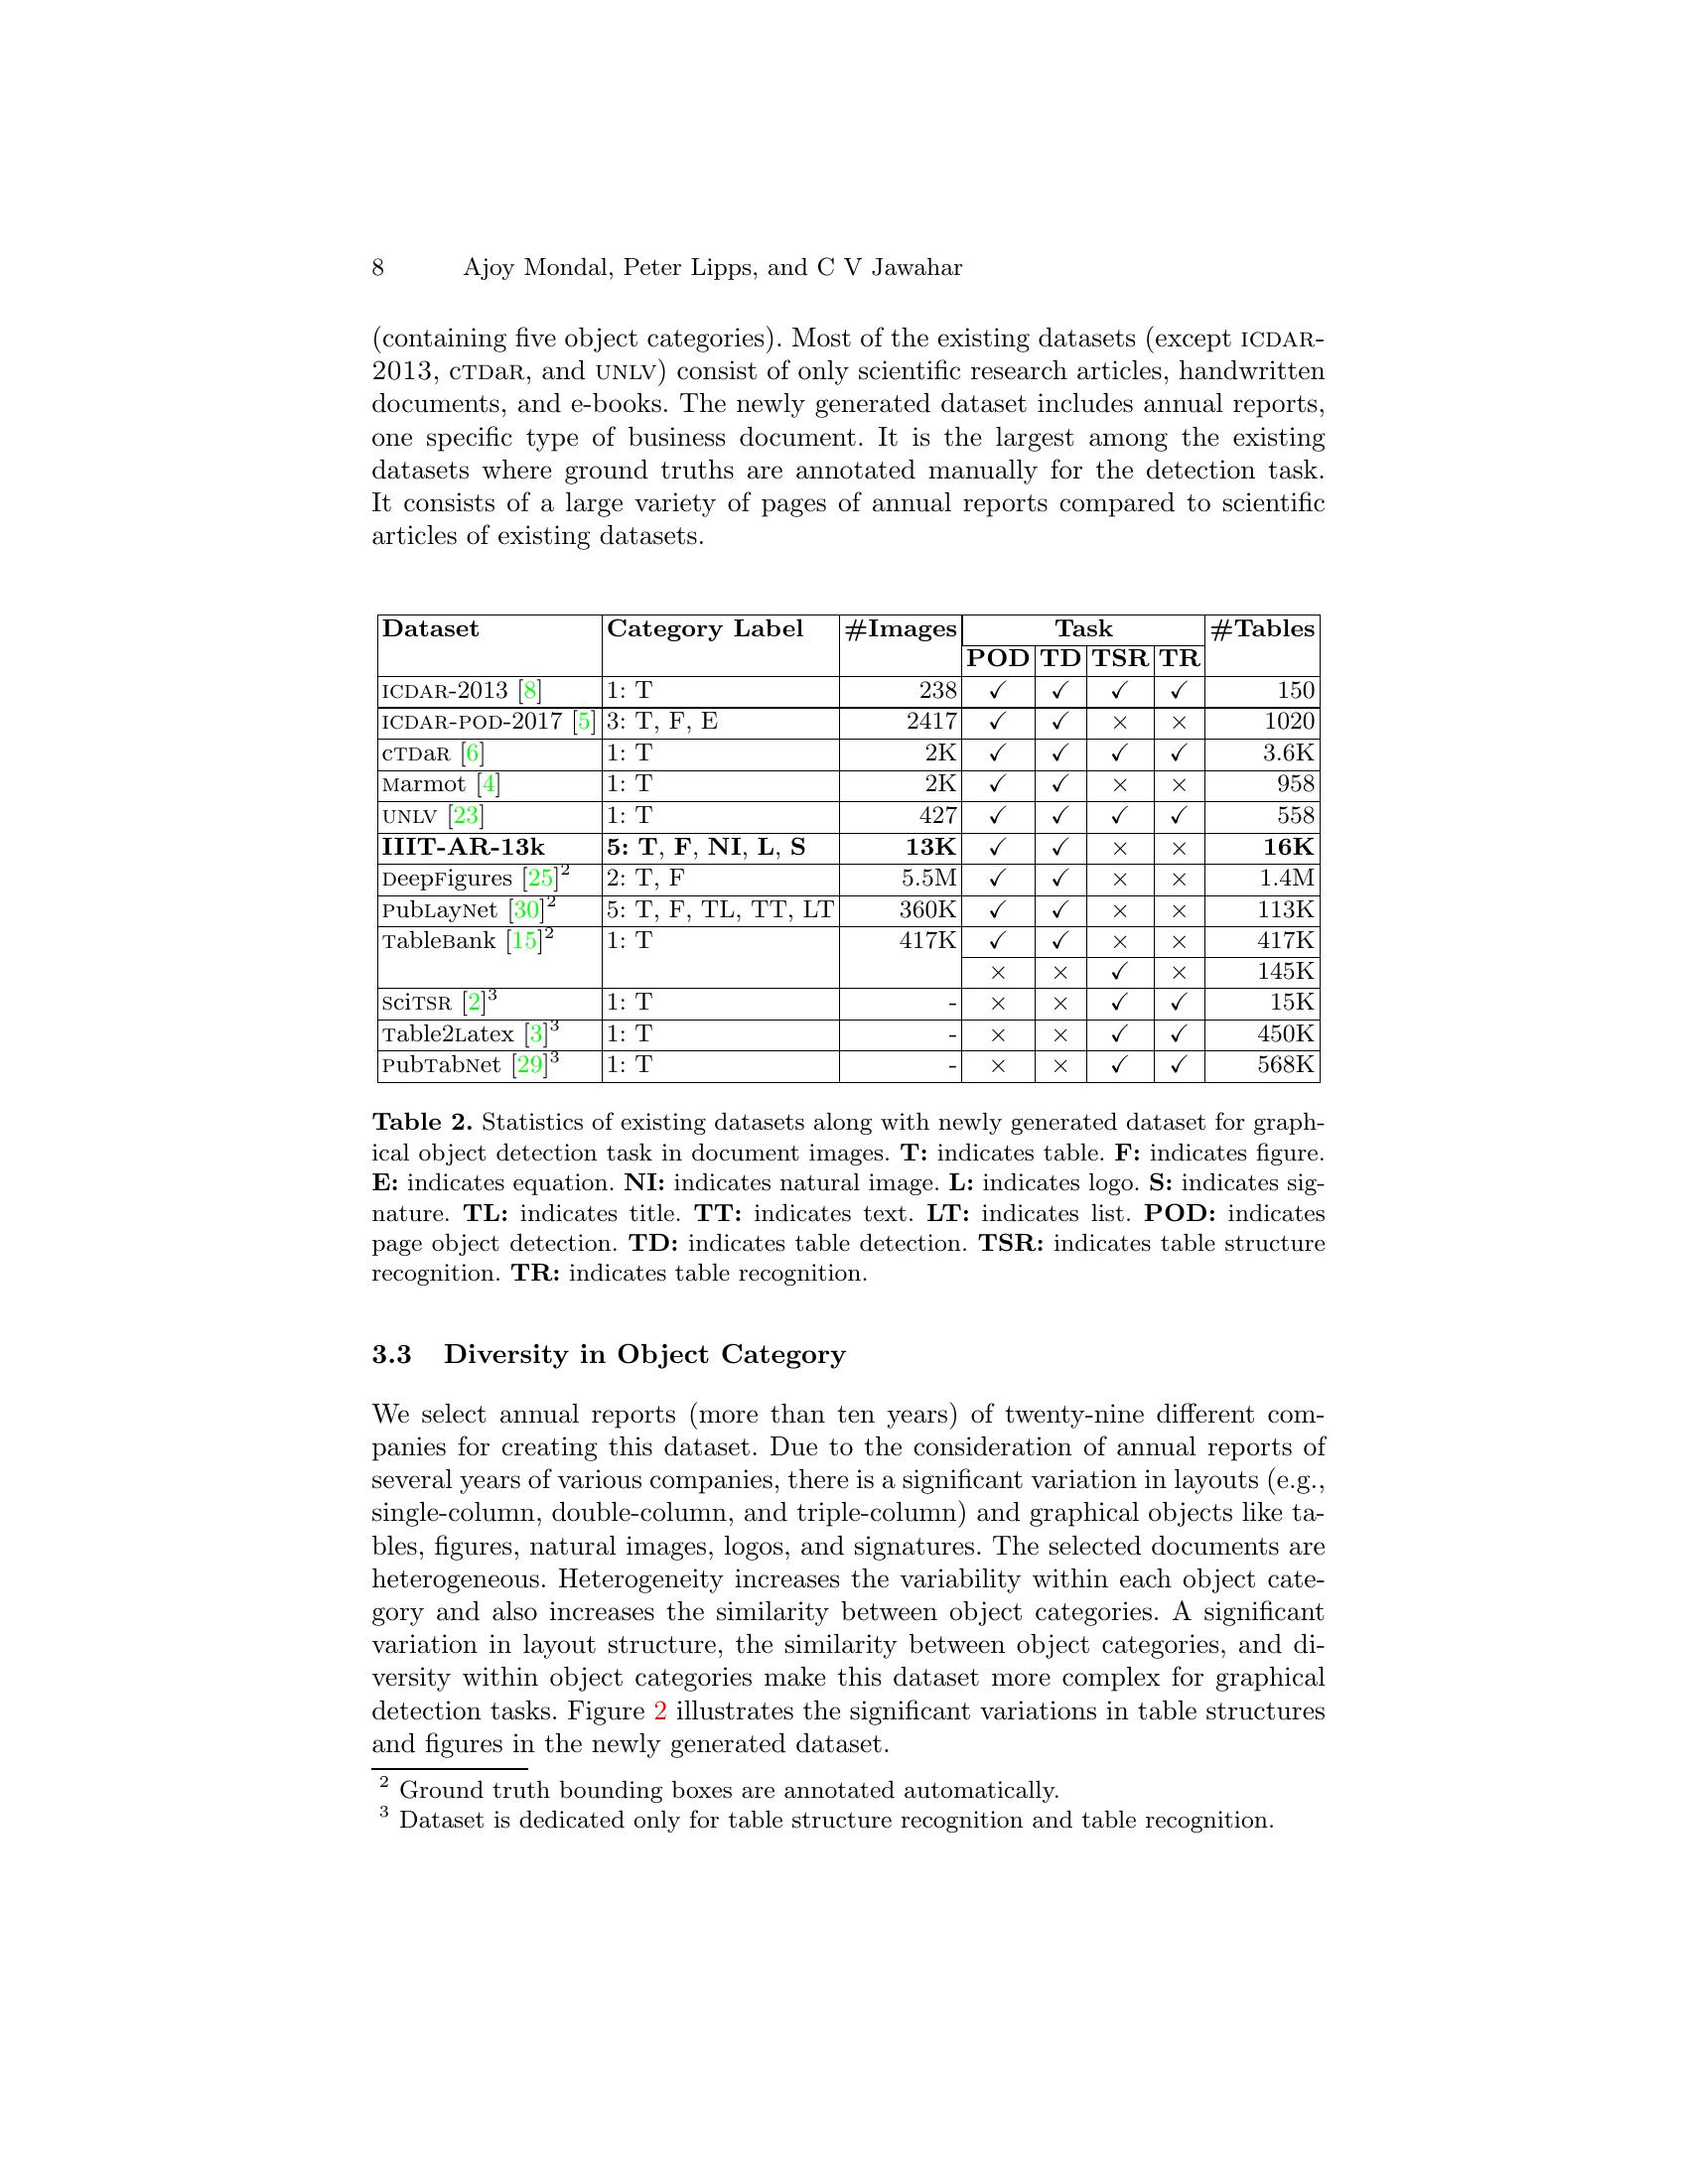 8 Ajoy Mondal, Peter Lipps, and C V Jawahar
(containing five object categories). Most of the existing datasets (except ICDAR-
2013, cTDaR, and UNLV) consist of only scientific research articles, handwritten
documents, and e-books. The newly generated dataset includes annual reports,
one specific type of business document. It is the largest among the existing
datasets where ground truths are annotated manually for the detection task.
It consists of a large variety of pages of annual reports compared to scientific
articles of existing datasets.
Dataset Category Label #Images Task #Tables
POD TD TSR TR
ICDAR-2013 [8] 1: T 238 ✓ ✓ ✓ ✓ 150
ICDAR-POD-2017 [5] 3: T, F, E 2417 ✓ ✓ × × 1020
cTDaR [6] 1: T 2K ✓ ✓ ✓ ✓ 3.6K
Marmot [4] 1: T 2K ✓ ✓ × × 958
UNLV [23] 1: T 427 ✓ ✓ ✓ ✓ 558
IIIT-AR-13k 5: T, F, NI, L, S 13K ✓ ✓ × × 16K
DeepFigures [25]² 2: T, F 5.5M ✓ ✓ × × 1.4M
PubLayNet [30]² 5: T, F, TL, TT, LT 360K ✓ ✓ × × 113K
TableBank [15]² 1: T 417K ✓ ✓ × × 417K
× × ✓ × 145K
SciTSR [2]³ 1: T - × × ✓ ✓ 15K
Table2Latex [3]³ 1: T - × × ✓ ✓ 450K
PubTabNet [29]³ 1: T - × × ✓ ✓ 568K
Table 2. Statistics of existing datasets along with newly generated dataset for graph-
ical object detection task in document images. T: indicates table. F: indicates figure.
E: indicates equation. NI: indicates natural image. L: indicates logo. S: indicates sig-
nature. TL: indicates title. TT: indicates text. LT: indicates list. POD: indicates
page object detection. TD: indicates table detection. TSR: indicates table structure
recognition. TR: indicates table recognition.
3.3 Diversity in Object Category
We select annual reports (more than ten years) of twenty-nine different com-
panies for creating this dataset. Due to the consideration of annual reports of
several years of various companies, there is a significant variation in layouts (e.g.,
single-column, double-column, and triple-column) and graphical objects like ta-
bles, figures, natural images, logos, and signatures. The selected documents are
heterogeneous. Heterogeneity increases the variability within each object cate-
gory and also increases the similarity between object categories. A significant
variation in layout structure, the similarity between object categories, and di-
versity within object categories make this dataset more complex for graphical
detection tasks. Figure 2 illustrates the significant variations in table structures
and figures in the newly generated dataset.
² Ground truth bounding boxes are annotated automatically.
³ Dataset is dedicated only for table structure recognition and table recognition.